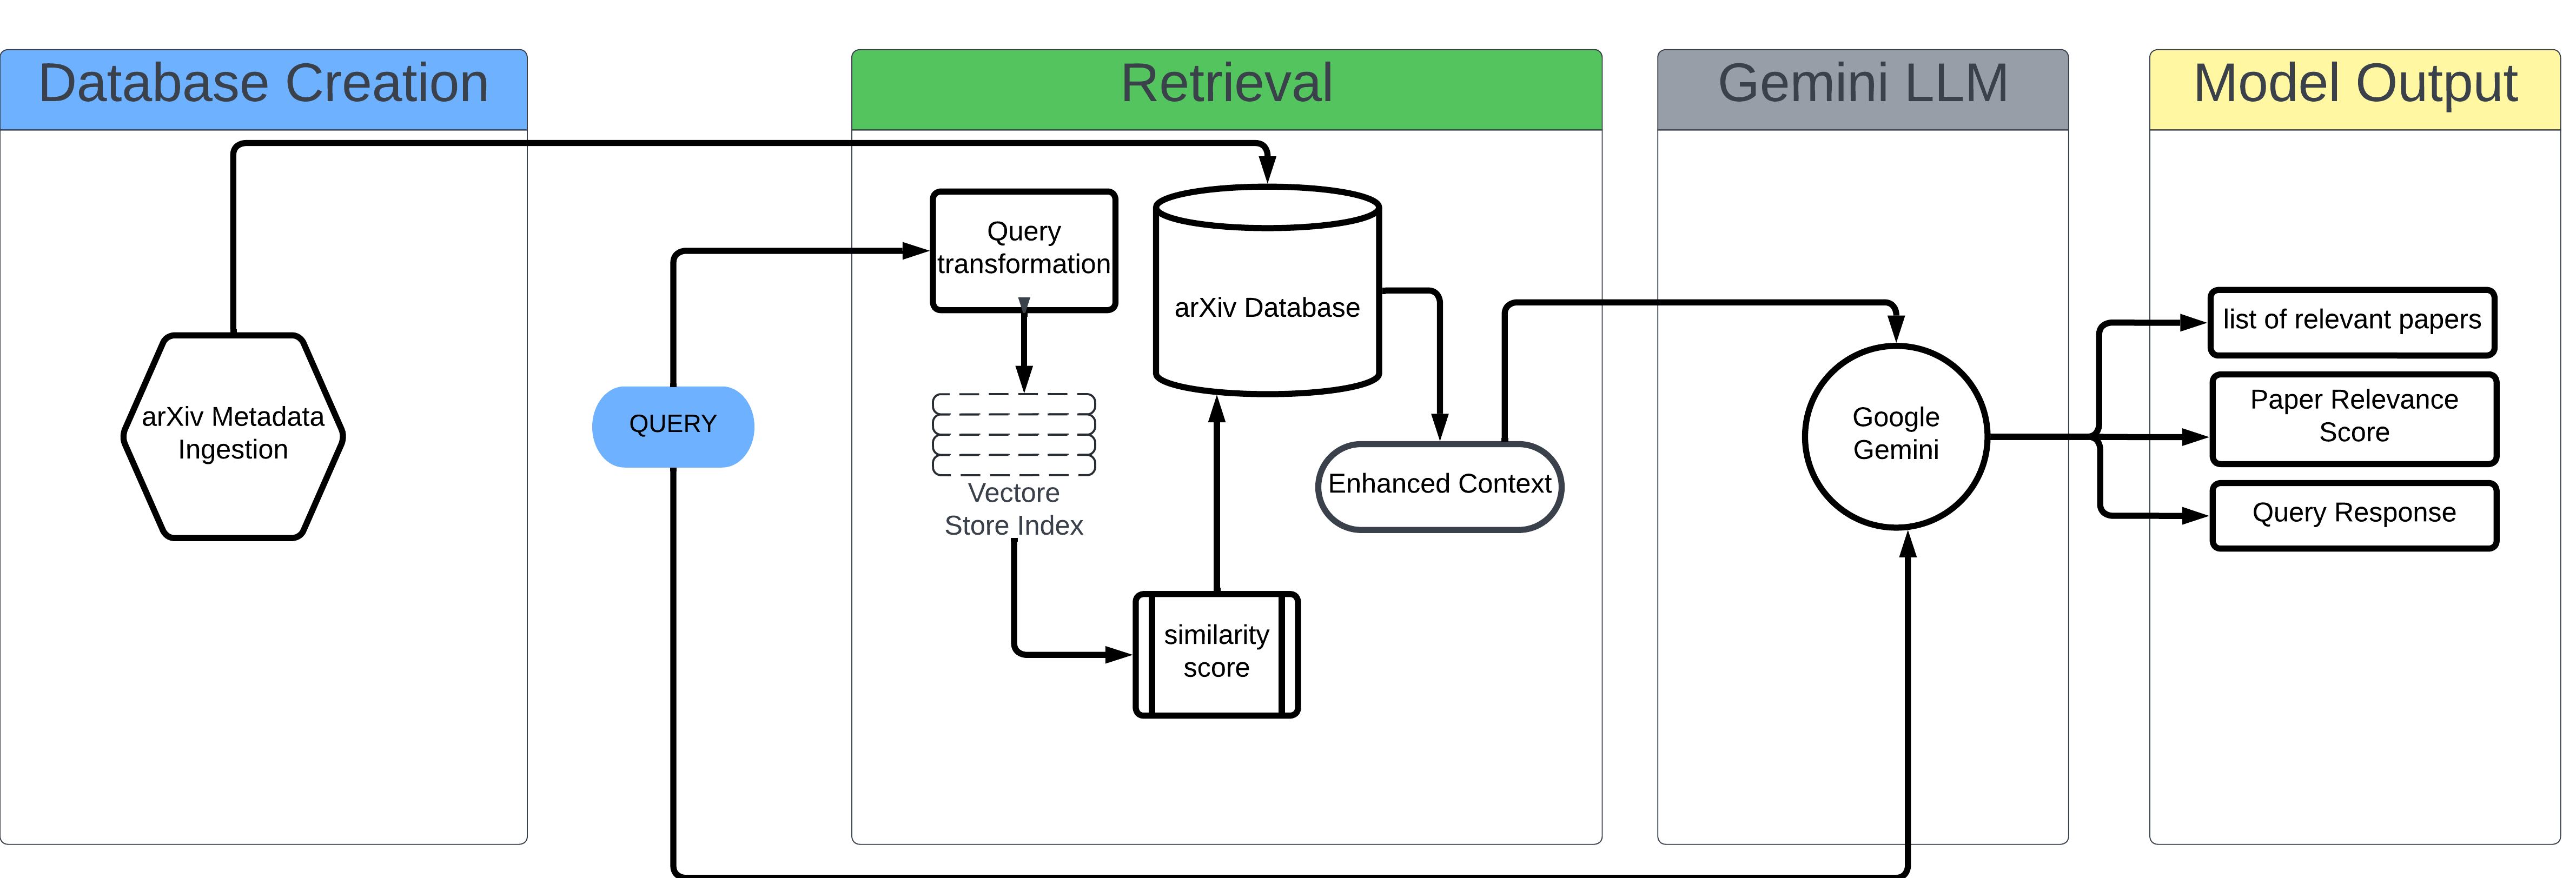 Database Creation
Retrieval
Gemini LLM
Model Output
arXiv Metadata
Ingestion
QUERY
Query
transformation
Vectore
Store Index
similarity
score
arXiv Database
Enhanced Context
Google
Gemini
list of relevant papers
Paper Relevance
Score
Query Response